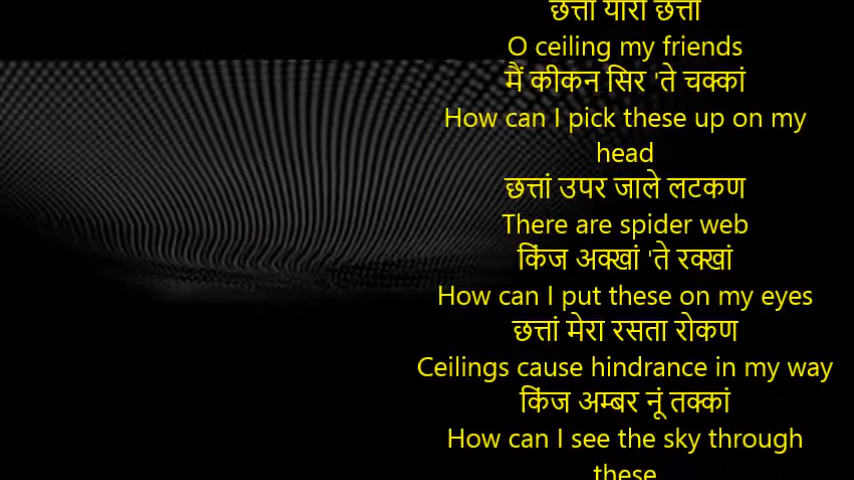 छत्तां यारो छत्तां
O ceiling my friends
मैं कीकन सिर 'ते चक्कां
How can I pick these up on my
head
छत्तां उपर जाले लटकण
There are spider web
किंज अक्खां 'ते रक्खां
How can I put these on my eyes
छत्तां मेरा रसता रोकण
Ceilings cause hindrance in my way
किंज अम्बर नूं तक्कां
How can I see the sky through
these